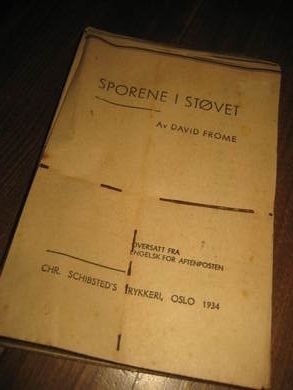 SPORENE I STØVET
AV DAVID FROME
OVERSATT FRA
ENGELSK FOR AFTENPOSTEN
CHR. SCHIBSTED'S TRYKKERI, OSLO 1934